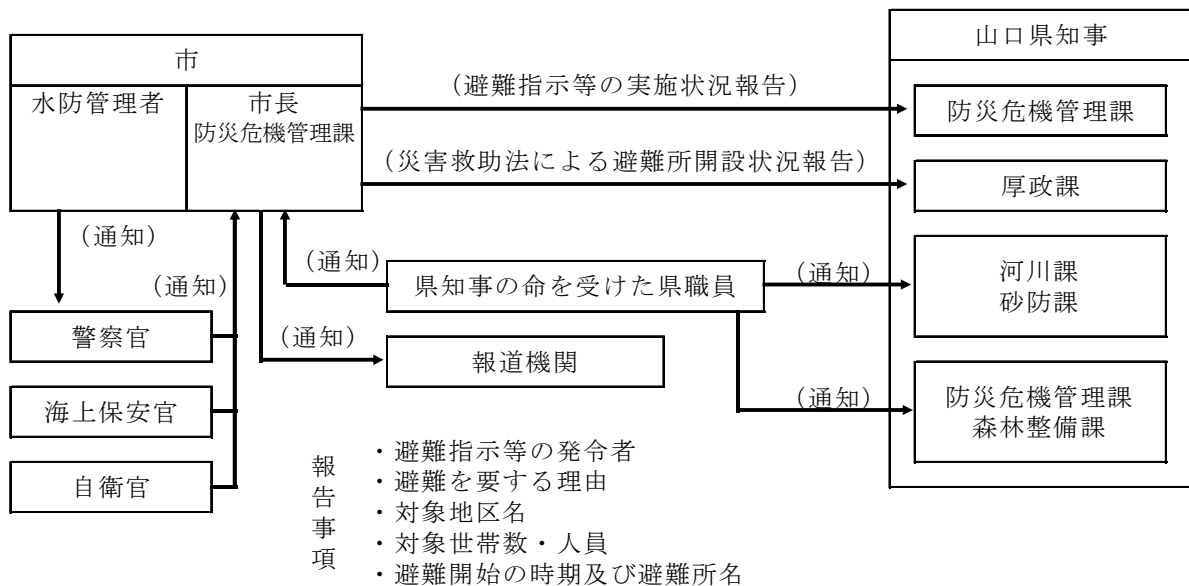 山口県知事
市
水防管理者
市長
防災危機管理課
(避難指示等の実施状況報告)
防災危機管理課
(災害救助法による避難所開設状況報告)
厚政課
(通知)
(通知)
(通知)
県知事の命を受けた県職員
(通知)
河川課
砂防課
警察官
(通知)
報道機関
海上保安官
(通知)
防災危機管理課
森林整備課
自衛官
報告事項
・避難指示等の発令者
・避難を要する理由
・対象地区名
・対象世帯数・人員
・避難開始の時期及び避難所名